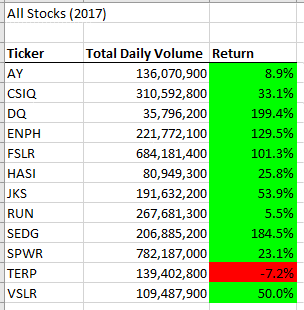 All Stocks (2017)
Ticker Total Daily Volume Return
AY 136,070,900 8.9%
CSIQ 310,592,800 33.1%
DQ 35,796,200 199.4%
ENPH 221,772,100 129.5%
FSLR 684,181,400 101.3%
HASI 80,949,300 25.8%
JKS 191,632,200 53.9%
RUN 267,681,300 5.5%
SEDG 206,885,200 184.5%
SPWR 782,187,000 23.1%
TERP 139,402,800 -7.2%
VSLR 109,487,900 50.0%